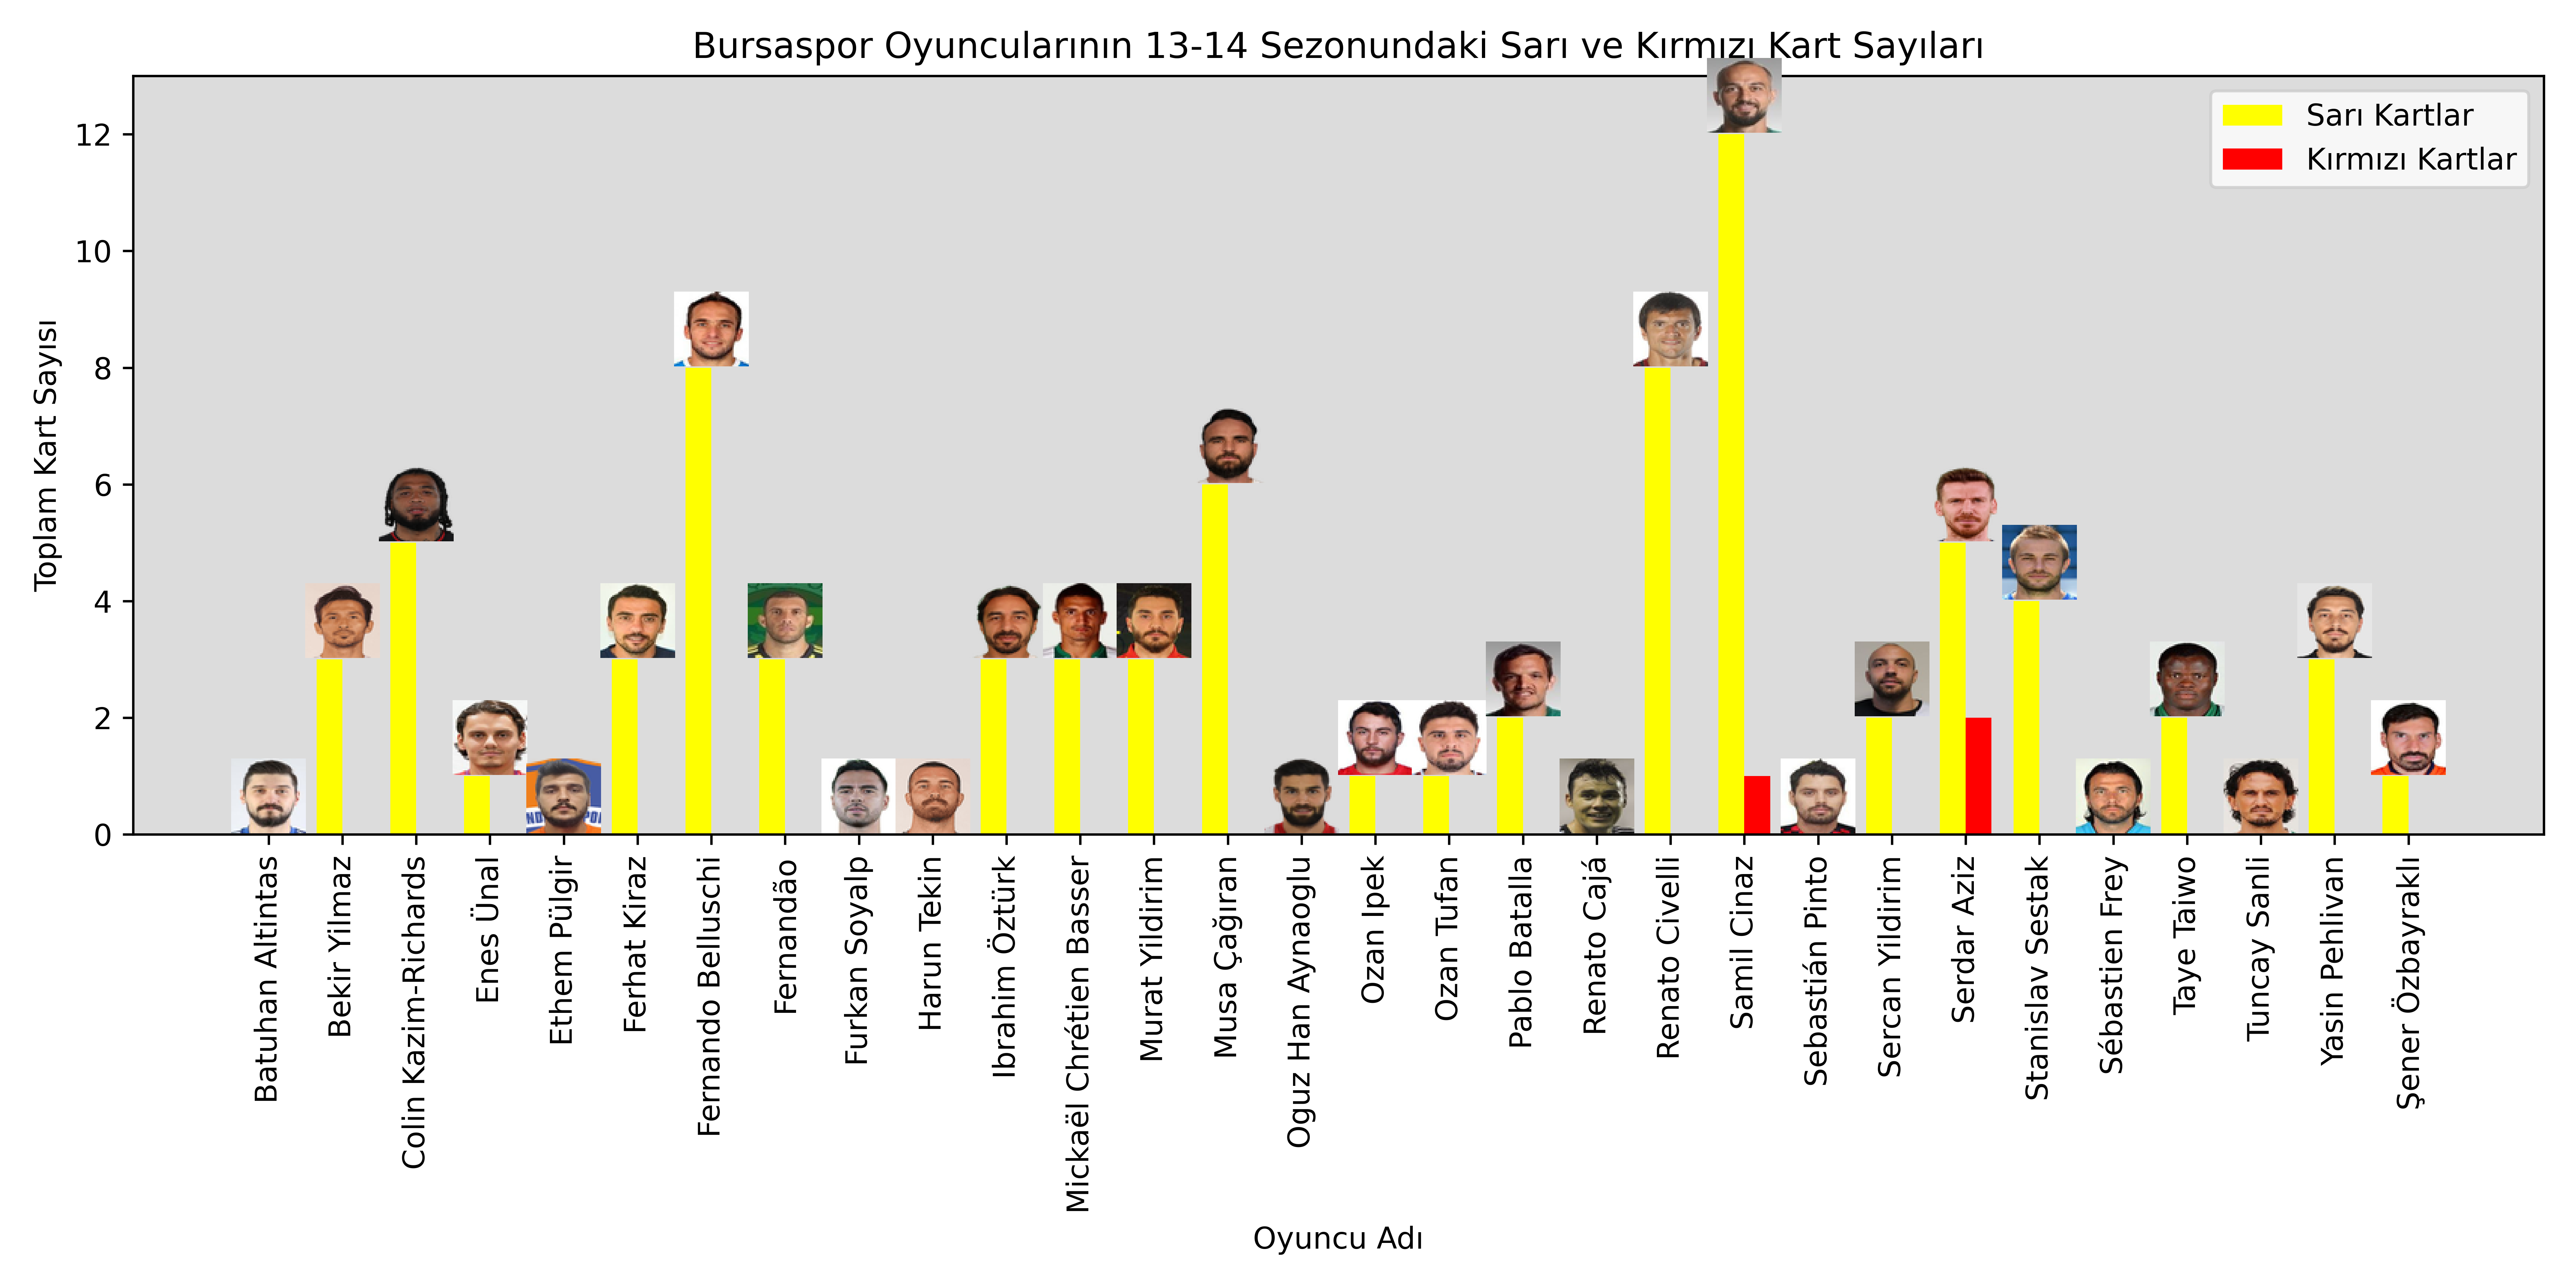 Bursaspor Oyuncularının 13-14 Sezonundaki Sarı ve Kırmızı Kart Sayıları
Sarı Kartlar
Kırmızı Kartlar
Toplam Kart Sayısı
12
10
8
6
4
2
0
Batuhan Altintas
Bekir Yilmaz
Colin Kazim-Richards
Enes Ünal
Ethem Pülgir
Ferhat Kiraz
Fernando Belluschi
Fernandão
Furkan Soyalp
Harun Tekin
Ibrahim Öztürk
Mickaël Chrétien Basser
Murat Yildirim
Musa Çağıran
Oguz Han Aynaoglu
Ozan Ipek
Ozan Tufan
Pablo Batalla
Renato Cajá
Renato Civelli
Samil Cinaz
Sebastián Pinto
Sercan Yildirim
Serdar Aziz
Stanislav Sestak
Sébastien Frey
Taye Taiwo
Tuncay Sanli
Yasin Pehlivan
Şener Özbayraklı
Oyuncu Adı